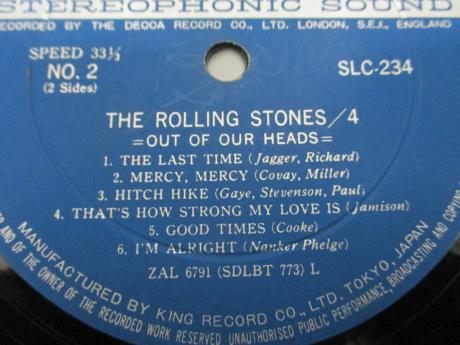 STEREOPHONIC SOUND
RECORDED BY THE DECCA RECORD CO., LTD. LONDON, S.E.I., ENGLAND
SPEED 33⅓
NO. 2
(2 Sides)
SLC-234
THE ROLLING STONES/4
=OUT OF OUR HEADS=
1. THE LAST TIME (Jagger, Richard)
2. MERCY, MERCY (Covay, Miller)
3. HITCH HIKE (Gaye, Stevenson, Paul)
4. THAT'S HOW STRONG MY LOVE IS (Jamison)
5. GOOD TIMES (Cooke)
6. I'M ALRIGHT (Nanker Phelge)
ZAL 6791 (SDLBT 773) L
MANUFACTURED BY KING RECORD CO., LTD. TOKYO, JAPAN
AND OF THE OWNER OF THE RECORDED WORK RESERVED UNAUTHORISED PUBLIC PERFORMANCE, BROADCASTING AND COPYING